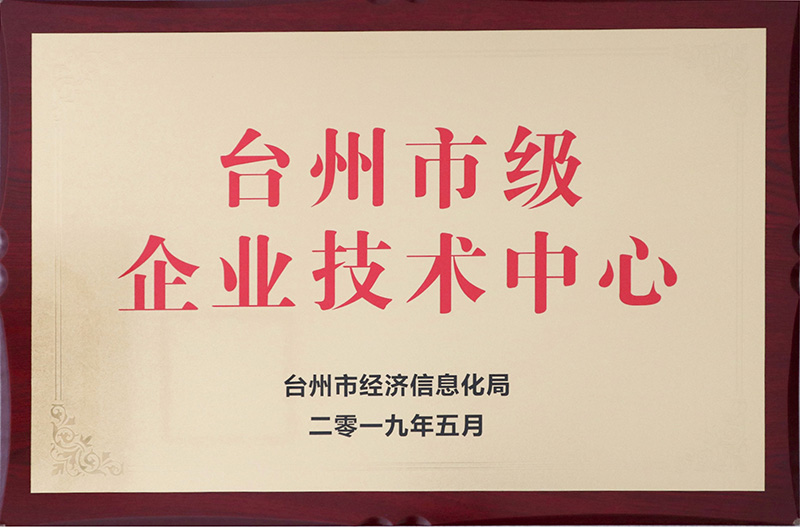 台州市级
企业技术中心
台州市经济信息化局
二零一九年五月